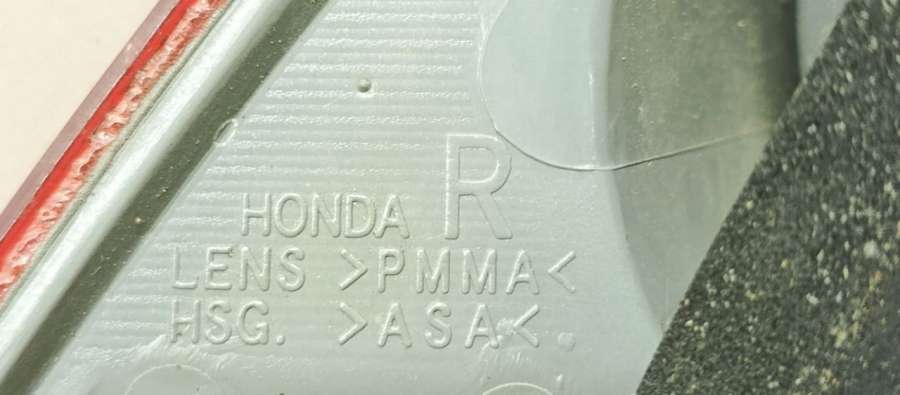 HONDA R
LENS >PMMA<
HSG. >ASA<.